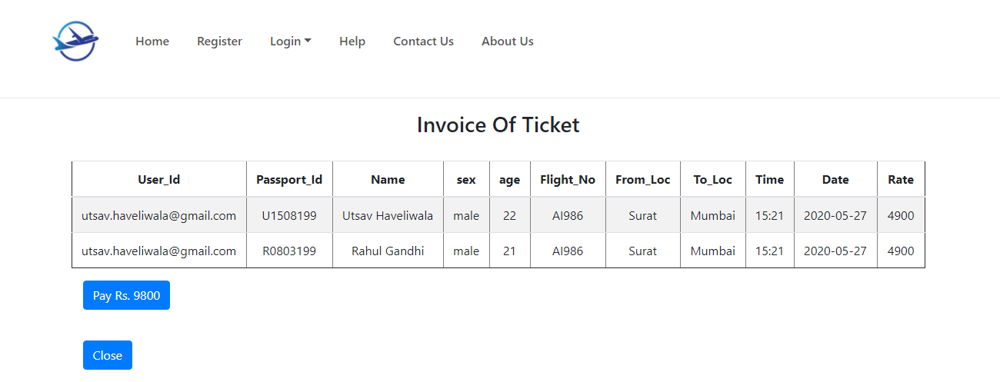 Home Register Login Help Contact Us About Us
Invoice Of Ticket
User_Id Passport_Id Name sex age Flight_No From_Loc To_Loc Time Date Rate
utsav.haveliwala@gmail.com U1508199 Utsav Haveliwala male 22 AI986 Surat Mumbai 15:21 2020-05-27 4900
utsav.haveliwala@gmail.com R0803199 Rahul Gandhi male 21 AI986 Surat Mumbai 15:21 2020-05-27 4900
Pay Rs. 9800
Close